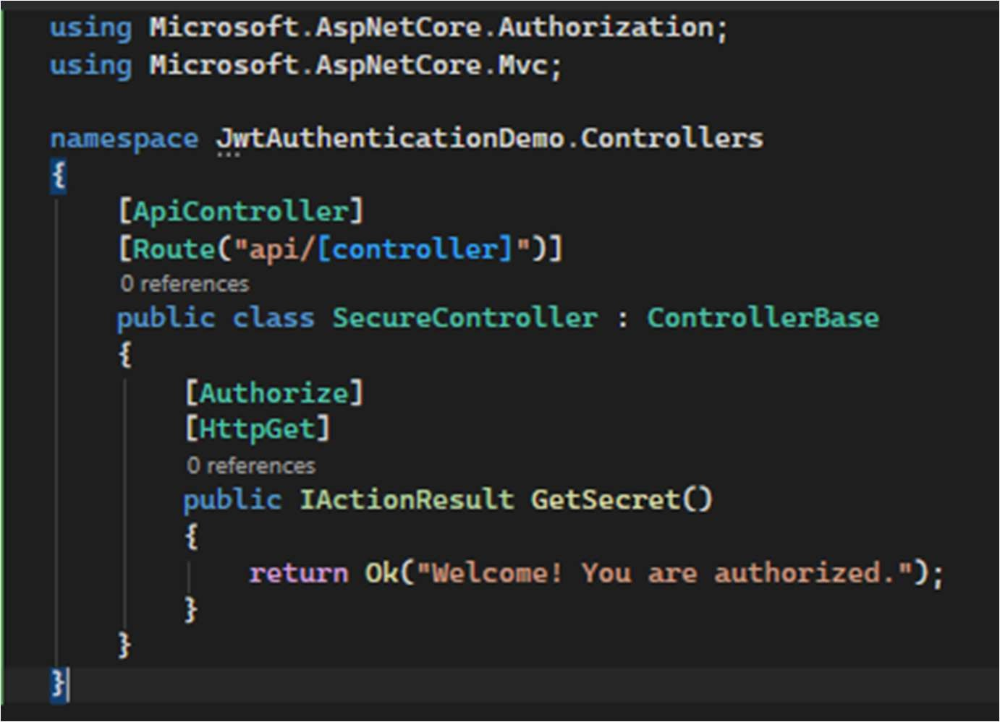 using Microsoft.AspNetCore.Authorization;
using Microsoft.AspNetCore.Mvc;
namespace JwtAuthenticationDemo.Controllers
{
[ApiController]
[Route("api/[controller]")]
0 references
public class SecureController : ControllerBase
{
[Authorize]
[HttpGet]
0 references
public IActionResult GetSecret()
{
return Ok("Welcome! You are authorized.");
}
}
}